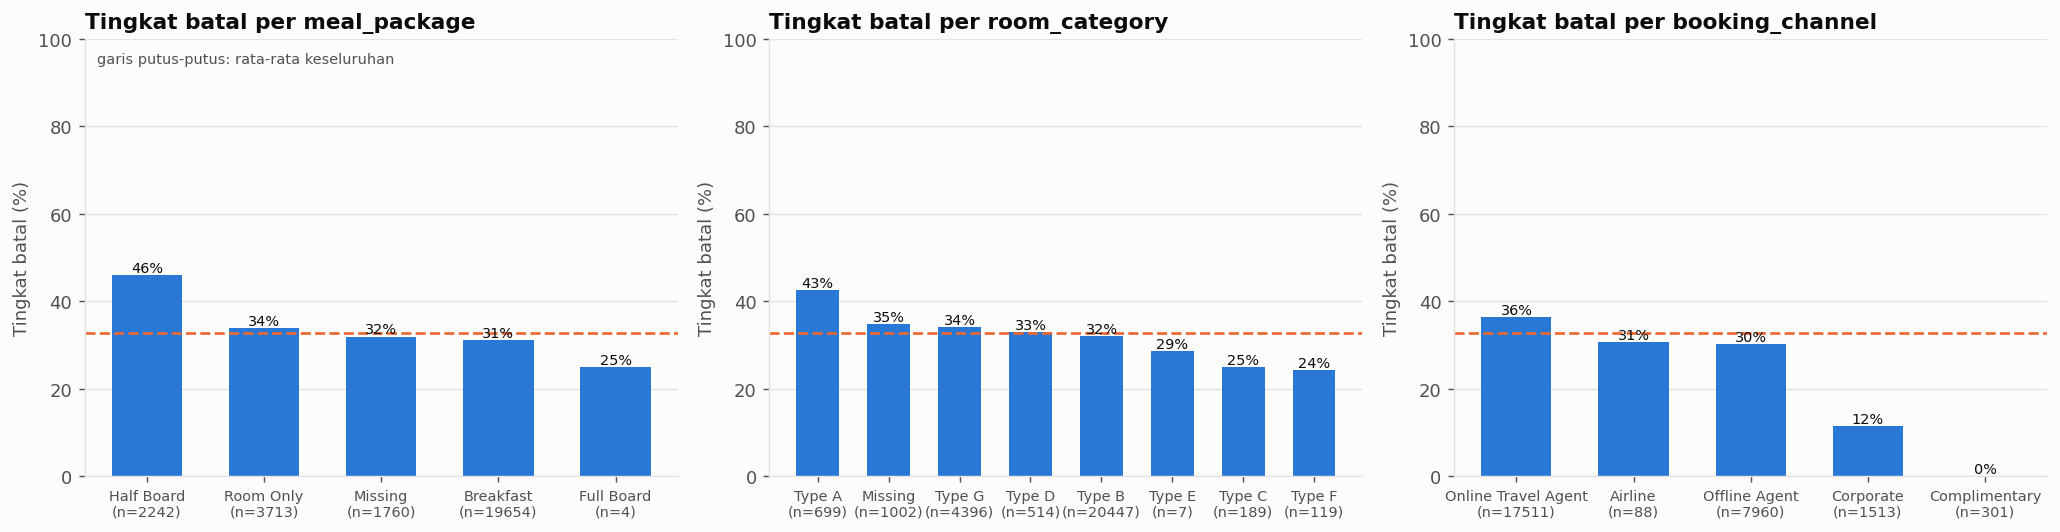 Tingkat batal per meal_package
garis putus-putus: rata-rata keseluruhan
Tingkat batal (%)
100
80
60
40
20
0
46%
34%
32%
31%
25%
Half Board Room Only Missing Breakfast Full Board
(n=2242) (n=3713) (n=1760) (n=19654) (n=4)
Tingkat batal per room_category
Tingkat batal (%)
100
80
60
40
20
0
43%
35%
34%
33%
32%
29%
25%
24%
Type A Missing Type G Type D Type B Type E Type C Type F
(n=699) (n=1002) (n=4396) (n=514) (n=20447) (n=7) (n=189) (n=119)
Tingkat batal per booking_channel
Tingkat batal (%)
100
80
60
40
20
0
36%
31%
30%
12%
0%
Online Travel Agent Airline Offline Agent Corporate Complimentary
(n=17511) (n=88) (n=7960) (n=1513) (n=301)